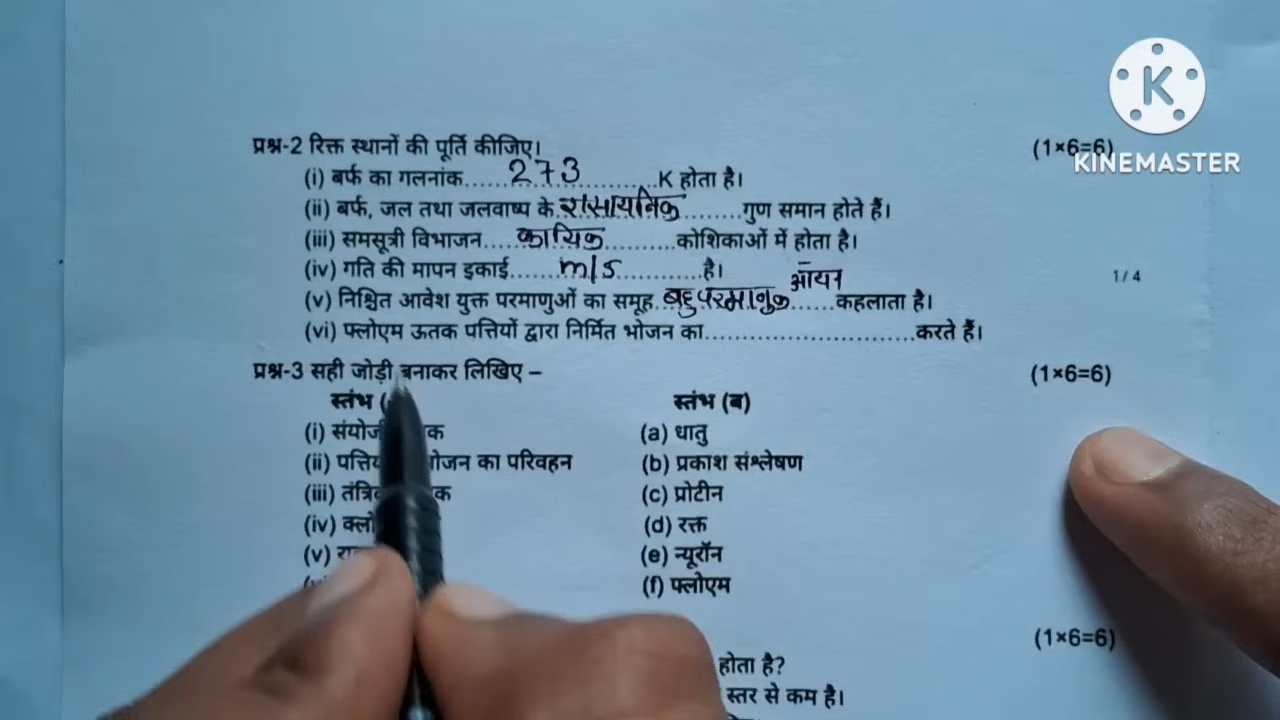 K
KINEMASTER
प्रश्न-2 रिक्त स्थानों की पूर्ति कीजिए। (1×6=6)
(i) बर्फ का गलनांक.....273.....K होता है।
(ii) बर्फ, जल तथा जलवाष्प के रासायनिक.......गुण समान होते हैं।
(iii) समसूत्री विभाजन.....कायिक.....कोशिकाओं में होता है।
(iv) गति की मापन इकाई.....m/s.....है।
1/4
(v) निश्चित आवेश युक्त परमाणुओं का समूह..बहुपरमाणुक आयन......कहलाता है।
(vi) फ्लोएम ऊतक पत्तियों द्वारा निर्मित भोजन का.............................करते हैं।
प्रश्न-3 सही जोड़ी बनाकर लिखिए – (1×6=6)
स्तंभ ( स्तंभ (ब)
(i) (a) धातु
(ii) का परिवहन (b) प्रकाश संश्लेषण
(iii) (c) प्रोटीन
(iv) (d) रक्त
(v) (e) न्यूरॉन
(f) फ्लोएम
(1×6=6)
होता है?
स्तर से कम है।